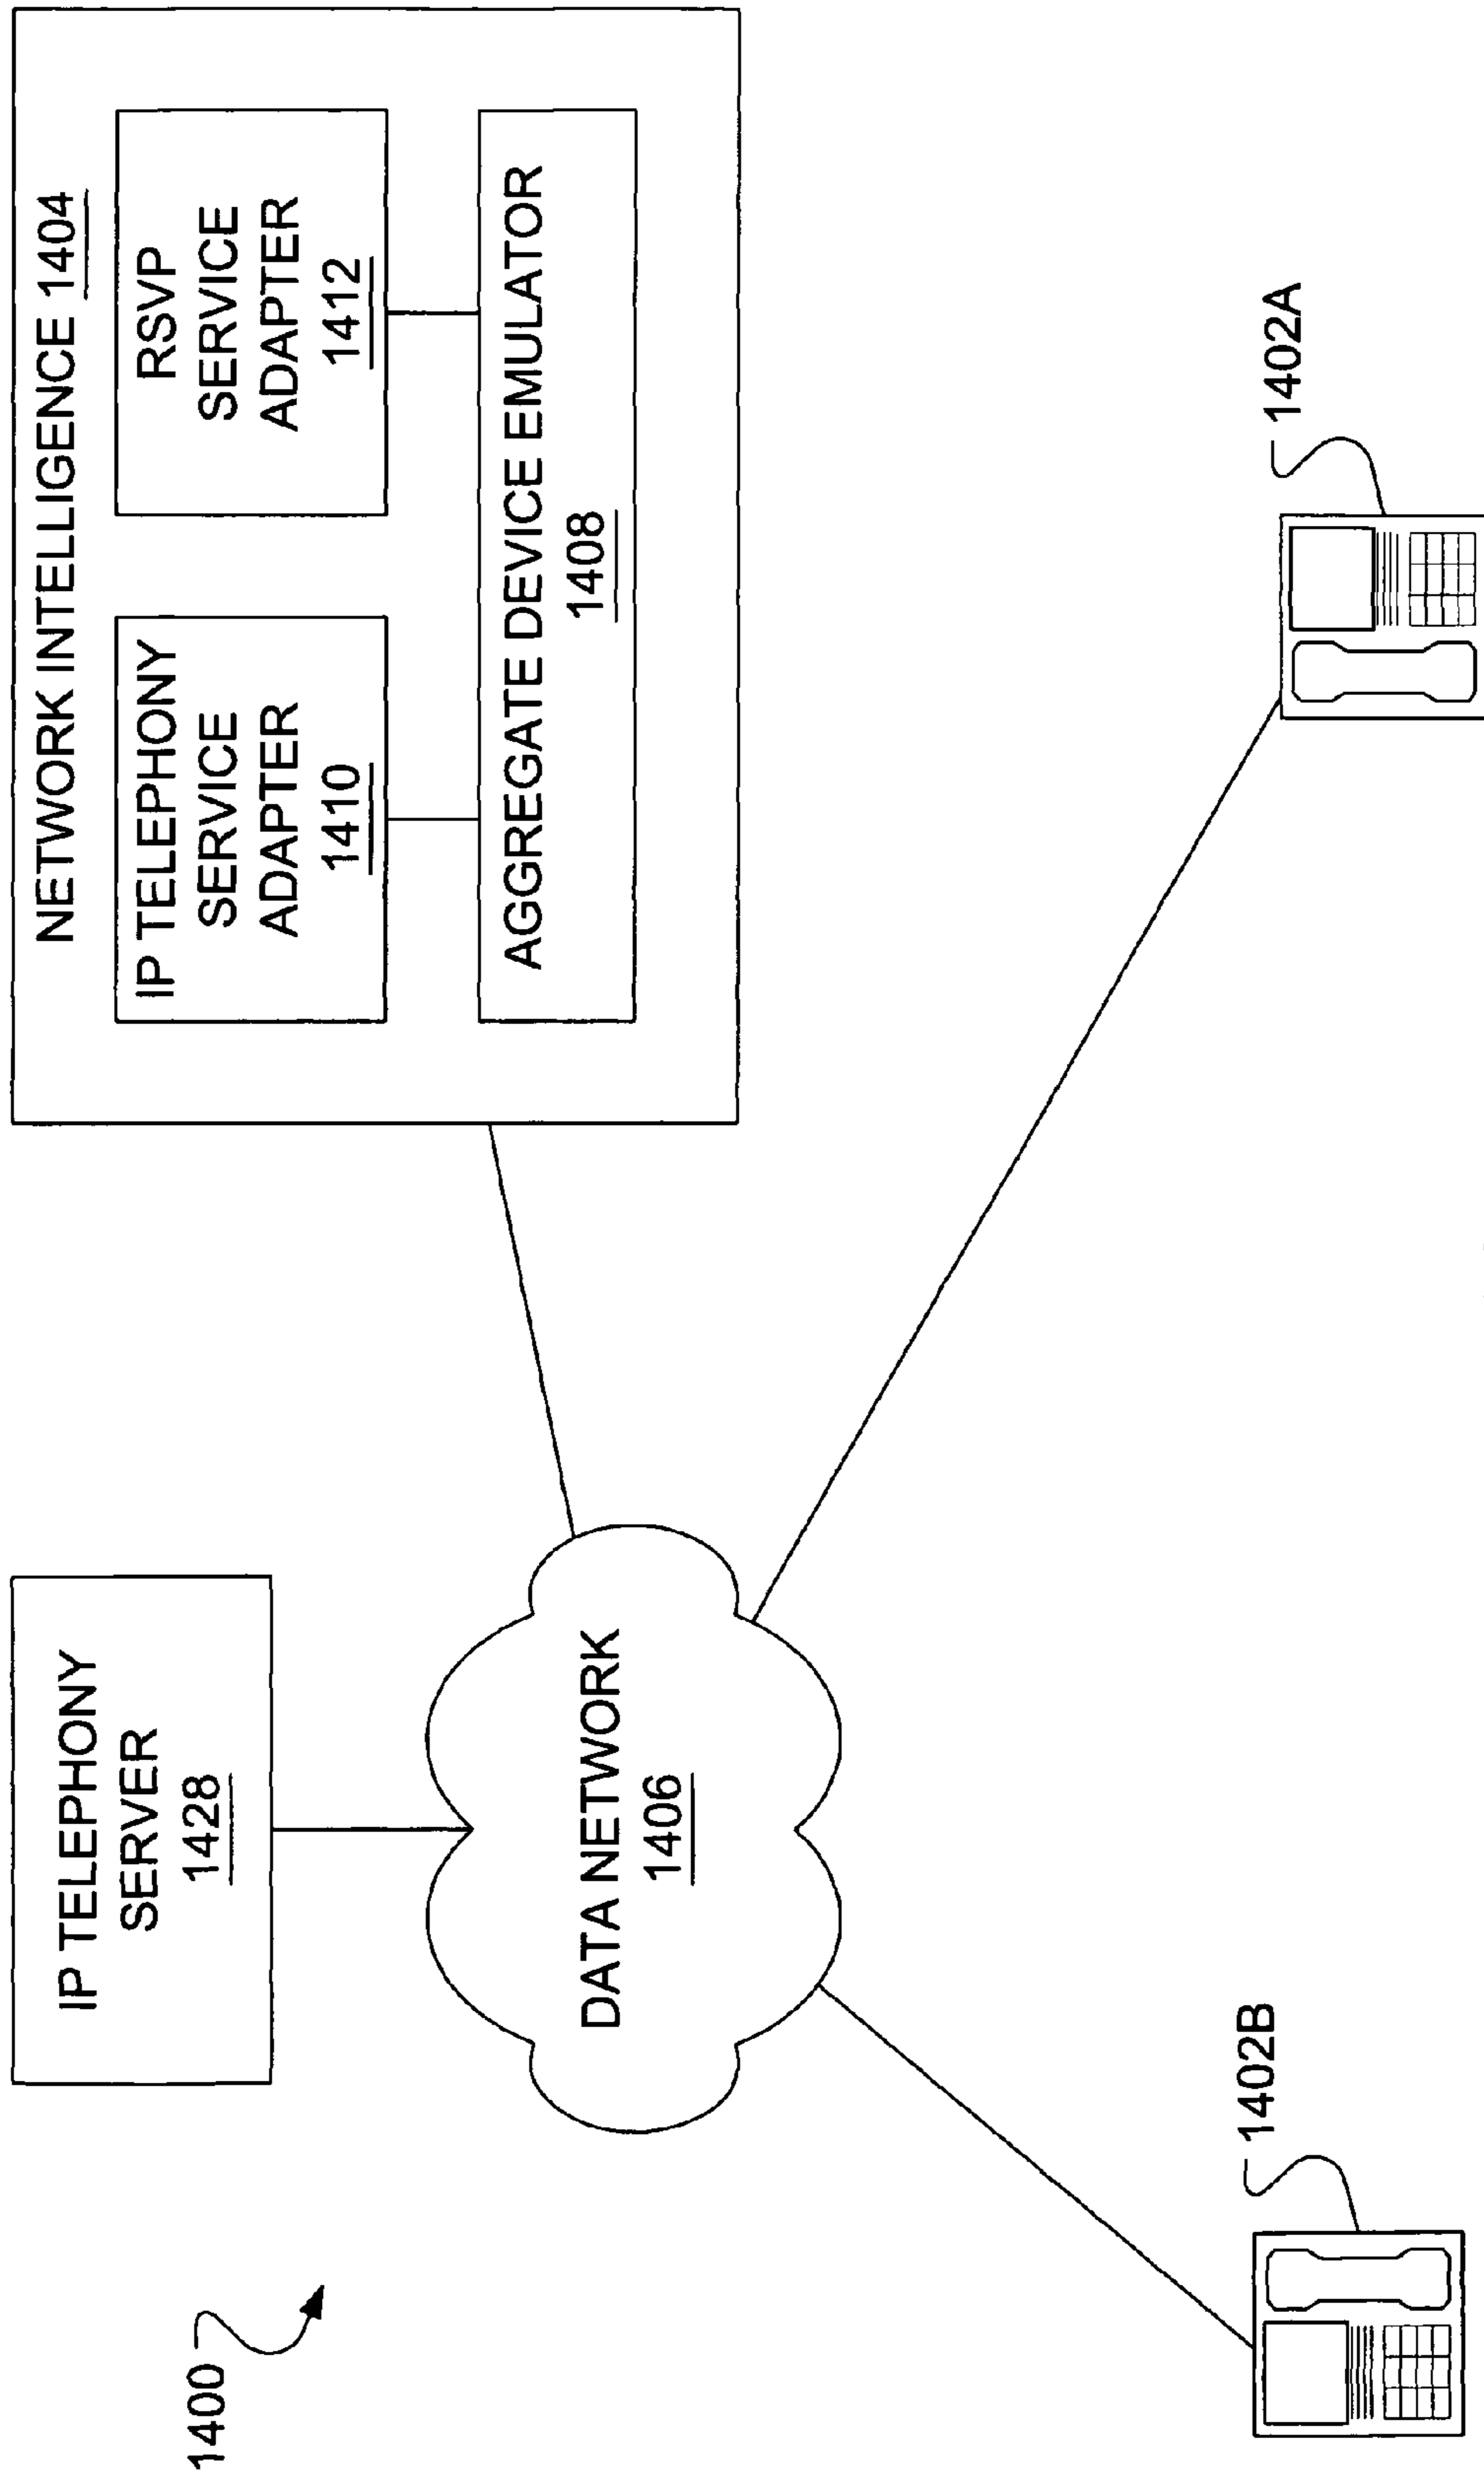 1400
IP TELEPHONY
SERVER
1428
NETWORK INTELLIGENCE 1404
IP TELEPHONY
SERVICE
ADAPTER
1410
RSVP
SERVICE
ADAPTER
1412
AGGREGATE DEVICE EMULATOR
1408
DATA NETWORK
1406
1402B
1402A